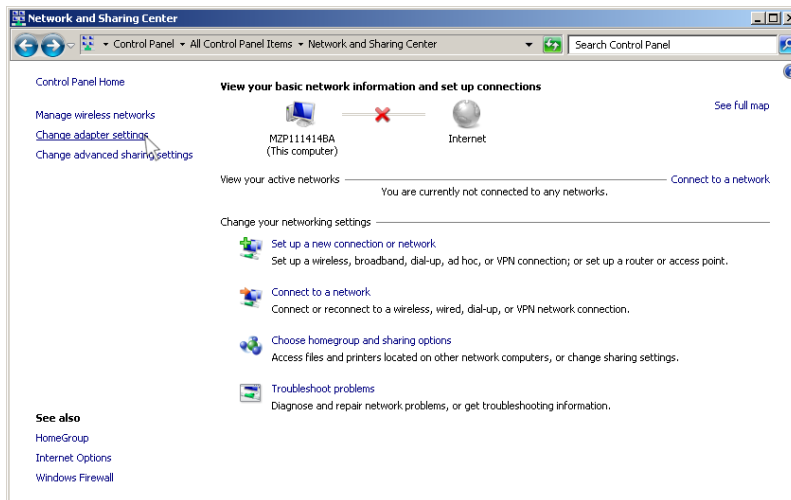 Network and Sharing Center
Control Panel All Control Panel Items Network and Sharing Center Search Control Panel
Control Panel Home
Manage wireless networks
Change adapter settings
Change advanced sharing settings
View your basic network information and set up connections
See full map
MZP111414BA
(This computer)
Internet
View your active networks
Connect to a network
You are currently not connected to any networks.
Change your networking settings
Set up a new connection or network
Set up a wireless, broadband, dial-up, ad hoc, or VPN connection; or set up a router or access point.
Connect to a network
Connect or reconnect to a wireless, wired, dial-up, or VPN network connection.
Choose homegroup and sharing options
Access files and printers located on other network computers, or change sharing settings.
Troubleshoot problems
Diagnose and repair network problems, or get troubleshooting information.
See also
HomeGroup
Internet Options
Windows Firewall